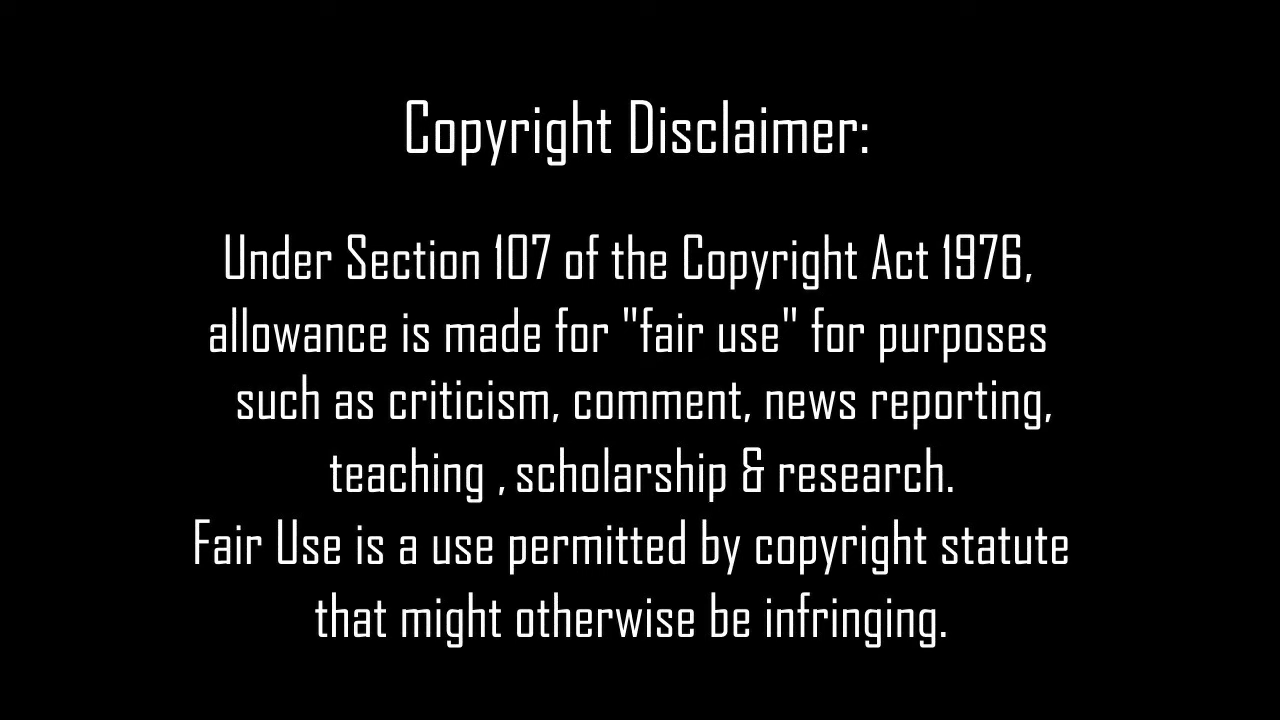 Copyright Disclaimer:
Under Section 107 of the Copyright Act 1976,
allowance is made for "fair use" for purposes
such as criticism, comment, news reporting,
teaching , scholarship & research.
Fair Use is a use permitted by copyright statute
that might otherwise be infringing.